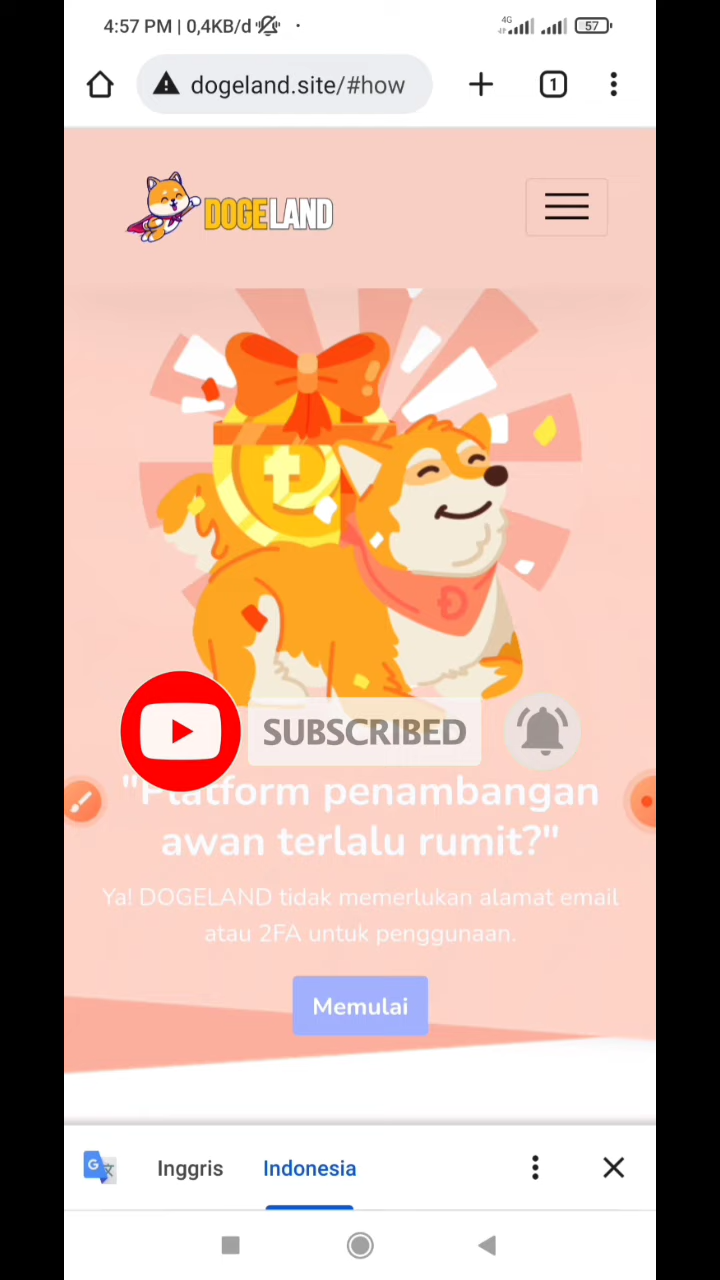 4:57 PM | 0,4KB/d
4G
57
dogeland.site/#how
1
DOGELAND
SUBSCRIBED
"Platform penambangan
awan terlalu rumit?"
Ya! DOGELAND tidak memerlukan alamat email
atau 2FA untuk penggunaan.
Memulai
Inggris
Indonesia